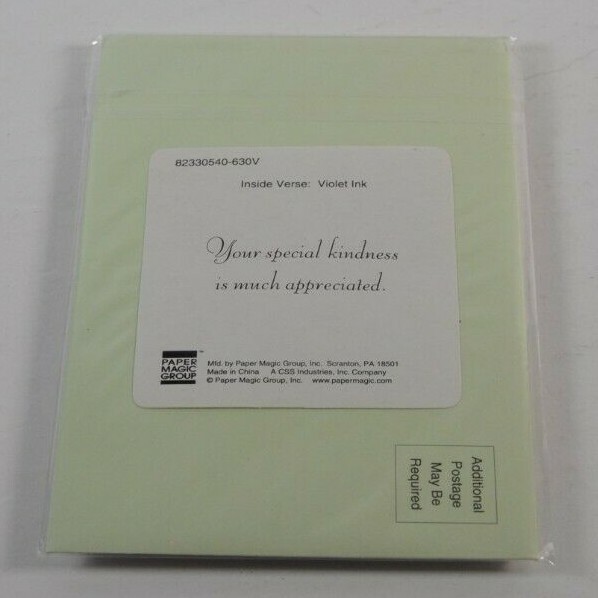 82330540-630V
Inside Verse: Violet Ink
Your special kindness
is much appreciated.
PAPER
MAGIC
GROUP
™
Mfd. by Paper Magic Group, Inc. Scranton, PA 18501
Made in China A CSS Industries, Inc. Company
© Paper Magic Group, Inc. www.papermagic.com
Additional
Postage
May Be
Required